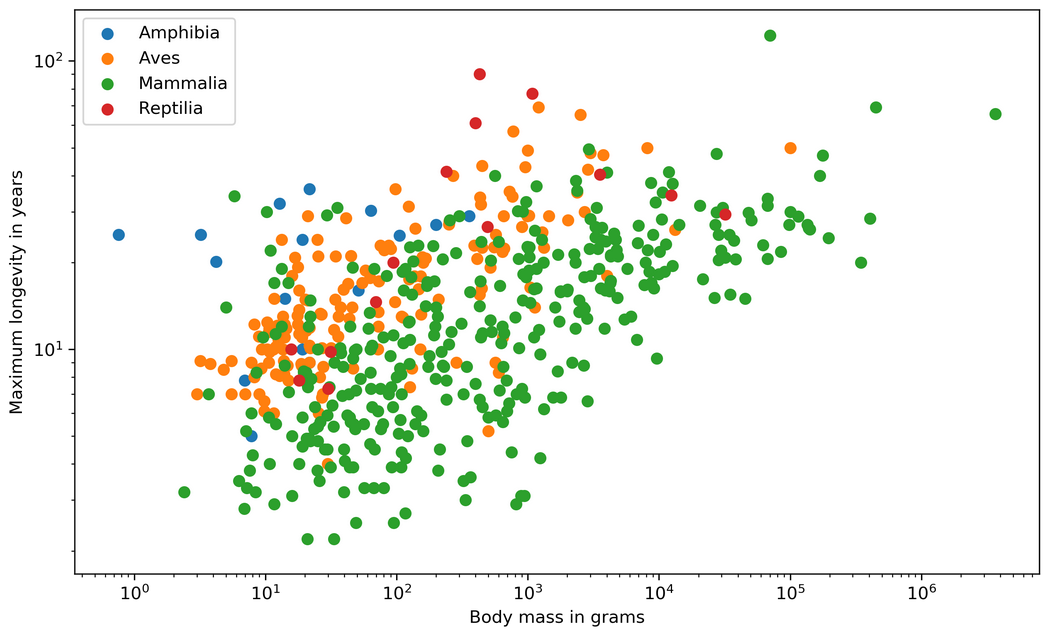 Amphibia
Aves
Mammalia
Reptilia
10²
10¹
Maximum longevity in years
10⁰
10¹
10²
10³
10⁴
10⁵
10⁶
Body mass in grams